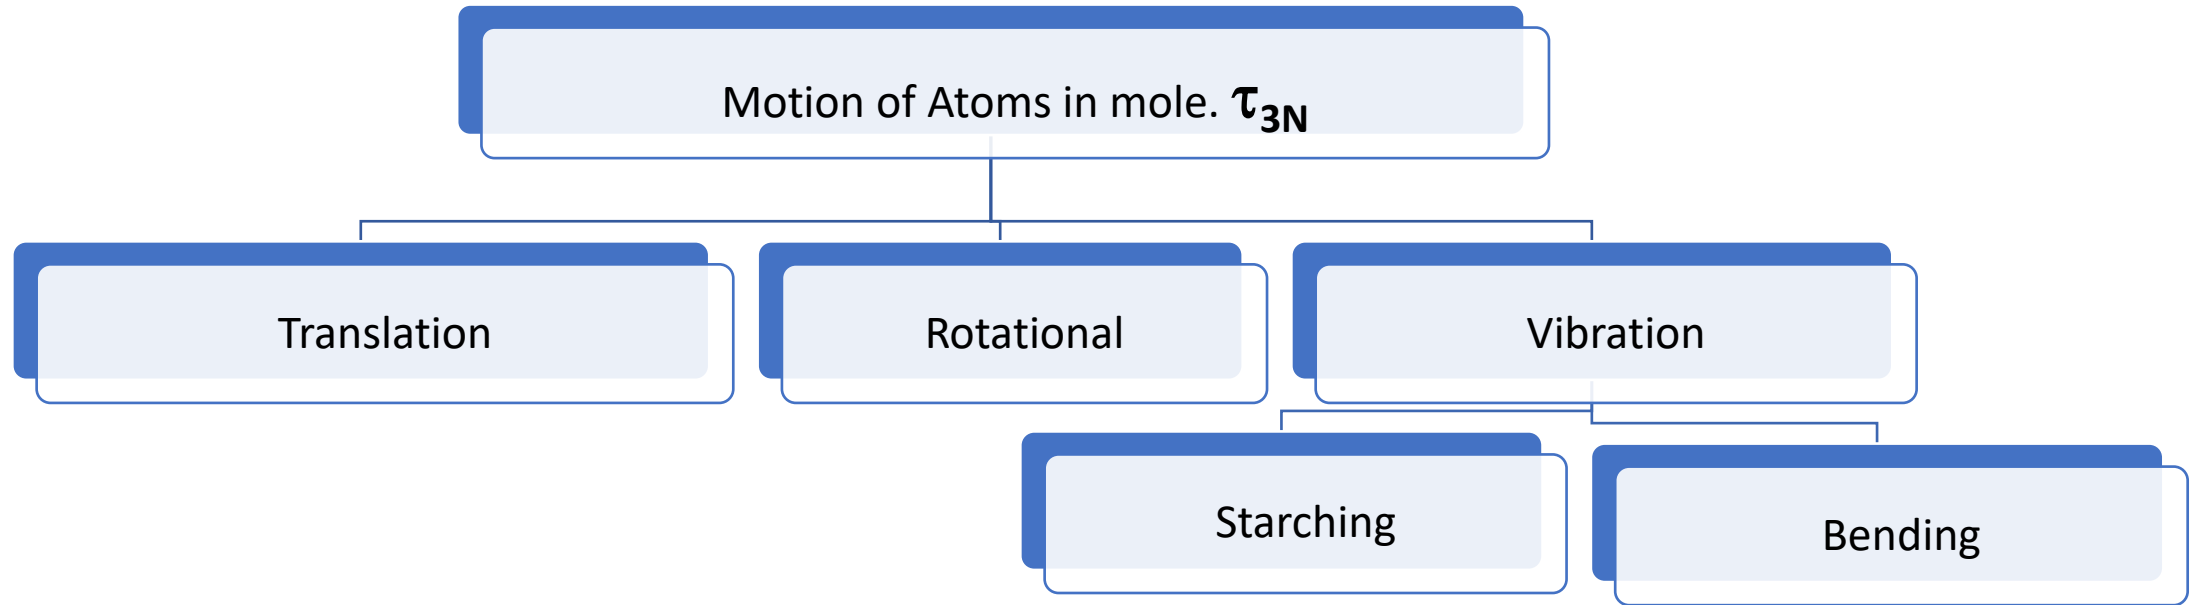 Motion of Atoms in mole. τ3N
Translation
Rotational
Vibration
Starching
Bending